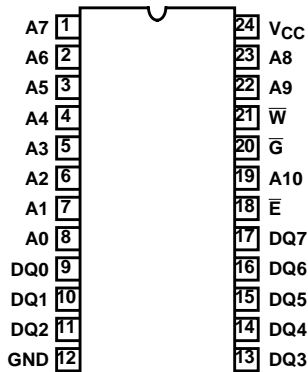 A7 1 24 VCC
A6 2 23 A8
A5 3 22 A9
A4 4 21 W̅
A3 5 20 G̅
A2 6 19 A10
A1 7 18 E̅
A0 8 17 DQ7
DQ0 9 16 DQ6
DQ1 10 15 DQ5
DQ2 11 14 DQ4
GND 12 13 DQ3